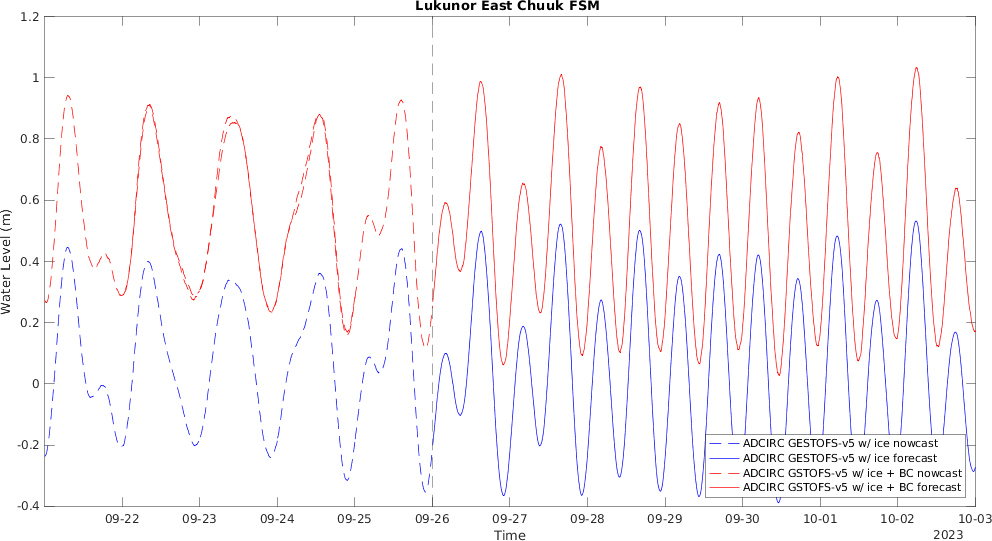 Lukunor East Chuuk FSM
1.2
1
0.8
0.6
0.4
0.2
0
-0.2
-0.4
Water Level (m)
ADCIRC GESTOFS-v5 w/ ice nowcast
ADCIRC GESTOFS-v5 w/ ice forecast
ADCIRC GSTOFS-v5 w/ ice + BC nowcast
ADCIRC GSTOFS-v5 w/ ice + BC forecast
09-22 09-23 09-24 09-25 09-26 09-27 09-28 09-29 09-30 10-01 10-02 10-03
Time
2023